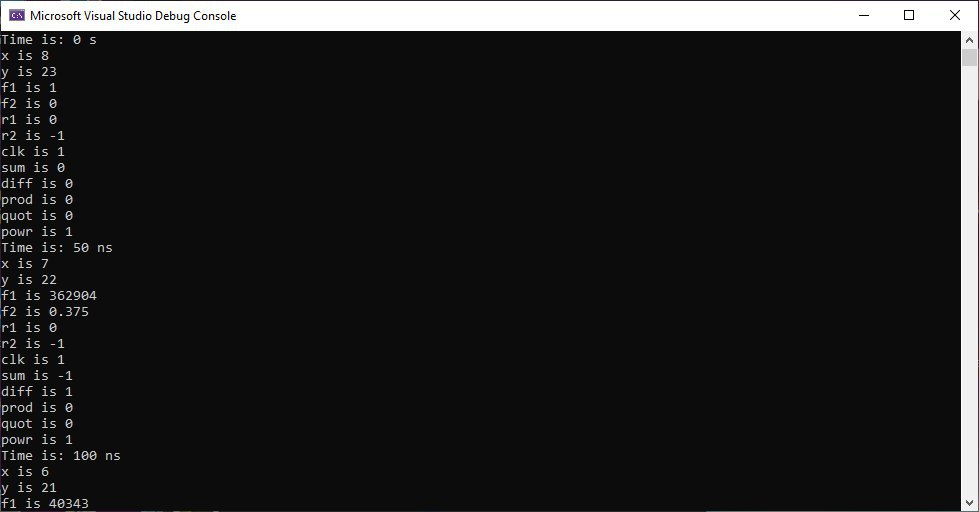 Microsoft Visual Studio Debug Console
Time is: 0 s
x is 8
y is 23
f1 is 1
f2 is 0
r1 is 0
r2 is -1
clk is 1
sum is 0
diff is 0
prod is 0
quot is 0
powr is 1
Time is: 50 ns
x is 7
y is 22
f1 is 362904
f2 is 0.375
r1 is 0
r2 is -1
clk is 1
sum is -1
diff is 1
prod is 0
quot is 0
powr is 1
Time is: 100 ns
x is 6
y is 21
f1 is 40343